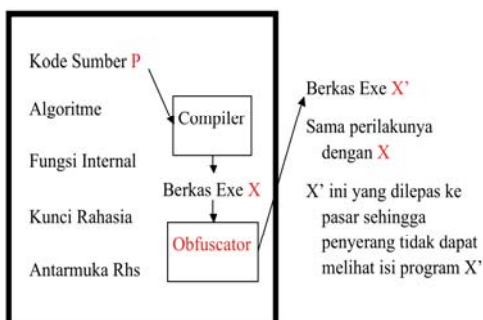 Kode Sumber P
Algoritme
Compiler
Fungsi Internal
Berkas Exe X
Kunci Rahasia
Obfuscator
Antarmuka Rhs
Berkas Exe X’
Sama perilakunya
dengan X
X’ ini yang dilepas ke
pasar sehingga
penyerang tidak dapat
melihat isi program X’